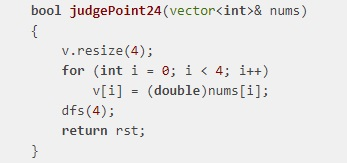 bool judgePoint24(vector<int>& nums)
{
    v.resize(4);
    for (int i = 0; i < 4; i++)
        v[i] = (double)nums[i];
    dfs(4);
    return rst;
}